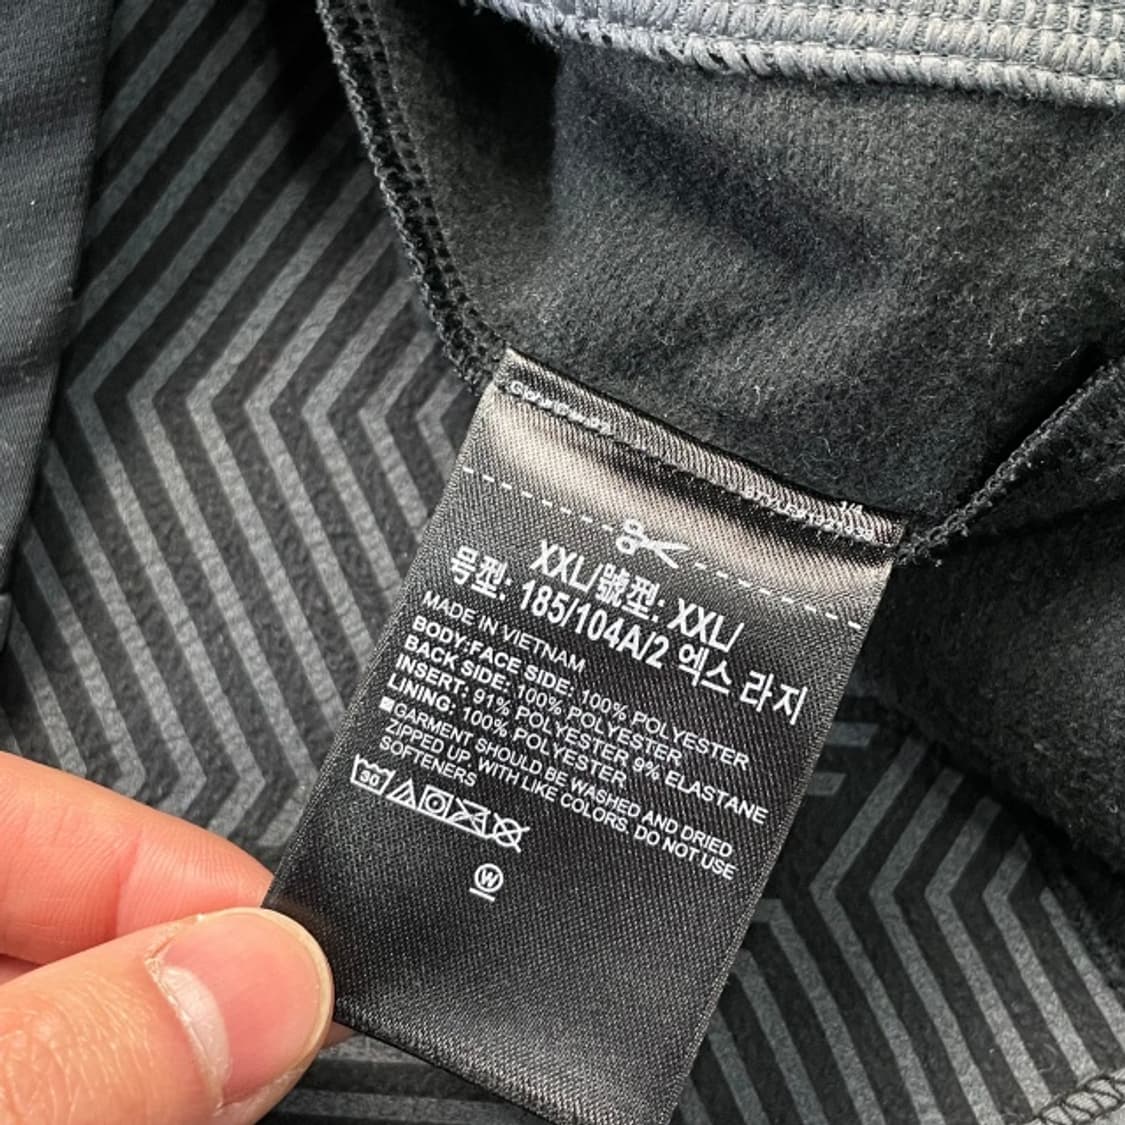 XXL/號型: XXL/
号型: 185/104A/2 엑스 라지
MADE IN VIETNAM
BODY:FACE SIDE: 100% POLYESTER
BACK SIDE: 100% POLYESTER
INSERT: 91% POLYESTER 9% ELASTANE
LINING: 100% POLYESTER
■GARMENT SHOULD BE WASHED AND DRIED
ZIPPED UP. WITH LIKE COLORS. DO NOT USE
SOFTENERS
30
W